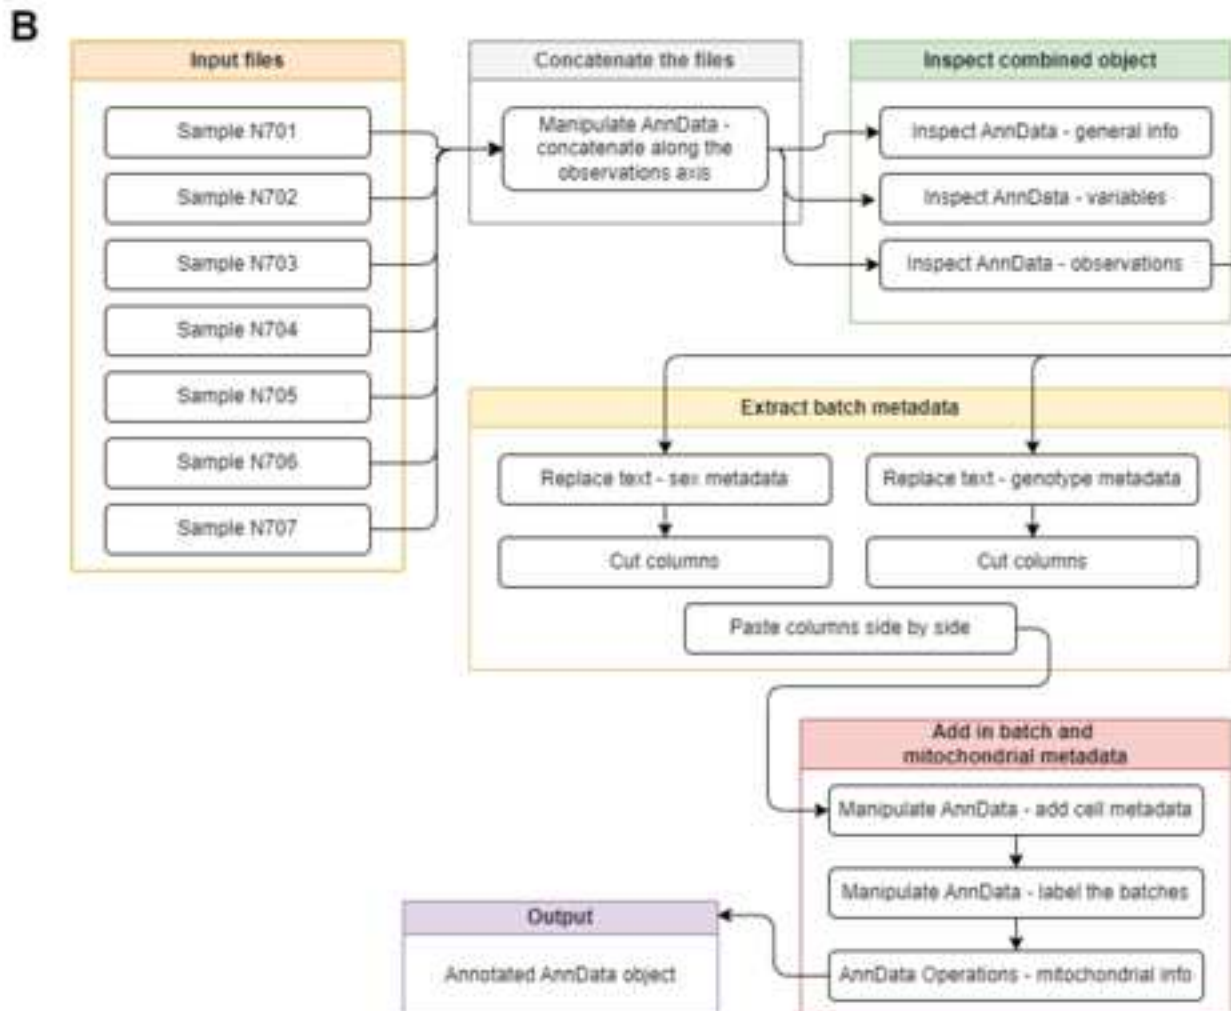 B
Input files
Sample N701
Sample N702
Sample N703
Sample N704
Sample N705
Sample N706
Sample N707
Concatenate the files
Manipulate AnnData -
concatenate along the
observations axis
Inspect combined object
Inspect AnnData - general info
Inspect AnnData - variables
Inspect AnnData - observations
Extract batch metadata
Replace text - sex metadata
Replace text - genotype metadata
Cut columns
Cut columns
Paste columns side by side
Add in batch and
mitochondrial metadata
Manipulate AnnData - add cell metadata
Manipulate AnnData - label the batches
AnnData Operations - mitochondrial info
Output
Annotated AnnData object